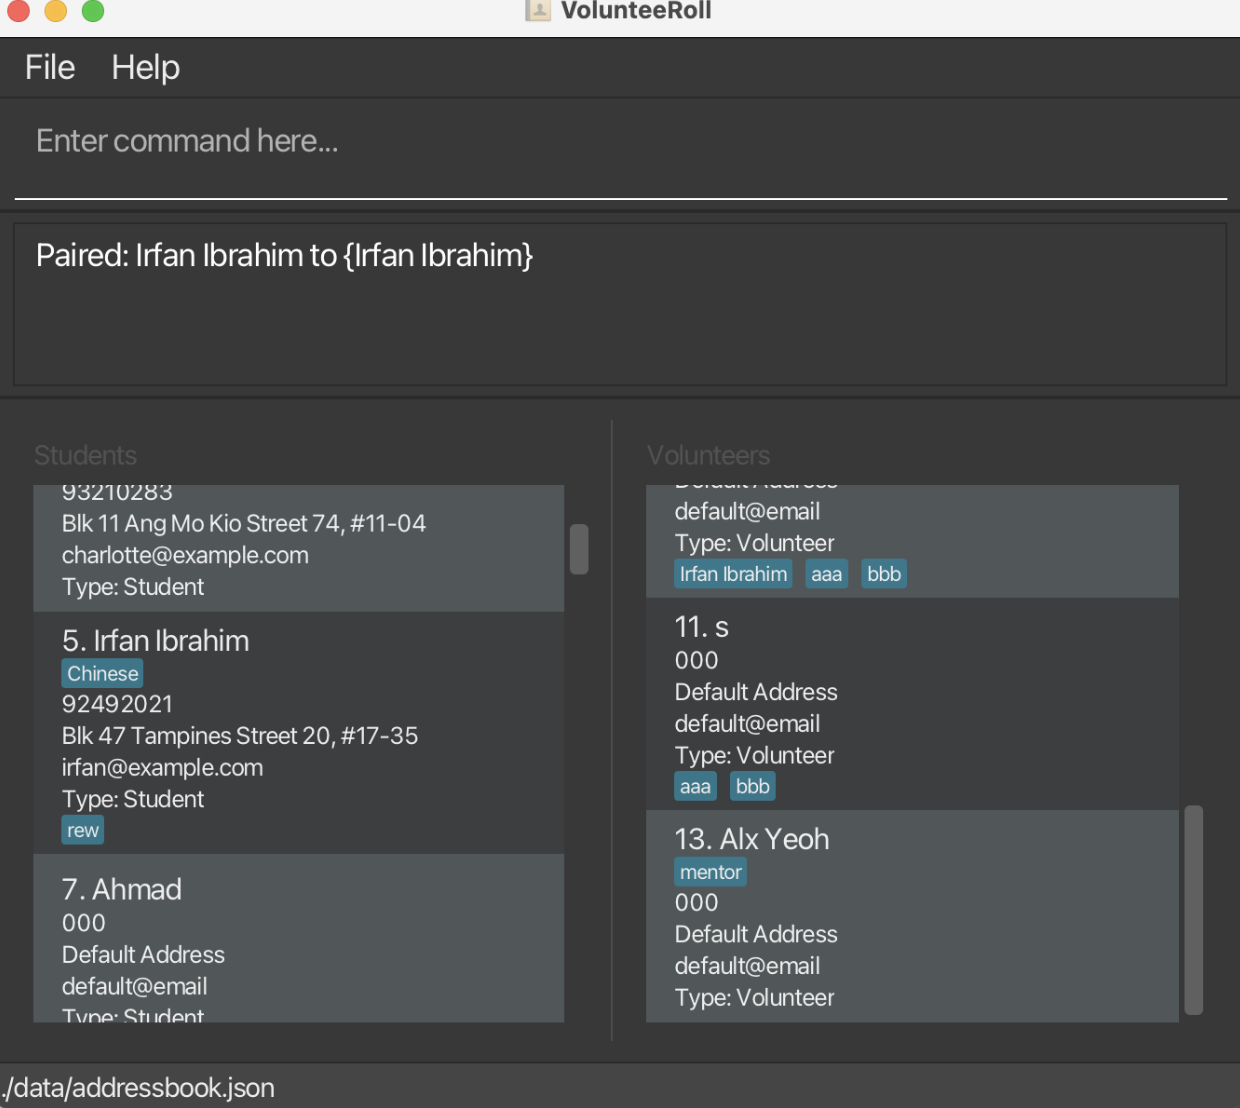 VolunteeRoll
File Help
Enter command here...
Paired: Irfan Ibrahim to {Irfan Ibrahim}
Students
93210283
Blk 11 Ang Mo Kio Street 74, #11-04
charlotte@example.com
Type: Student
5. Irfan Ibrahim
Chinese
92492021
Blk 47 Tampines Street 20, #17-35
irfan@example.com
Type: Student
rew
7. Ahmad
000
Default Address
default@email
Type: Student
Volunteers
Default Address
default@email
Type: Volunteer
Irfan Ibrahim aaa bbb
11. s
000
Default Address
default@email
Type: Volunteer
aaa bbb
13. Alx Yeoh
mentor
000
Default Address
default@email
Type: Volunteer
./data/addressbook.json